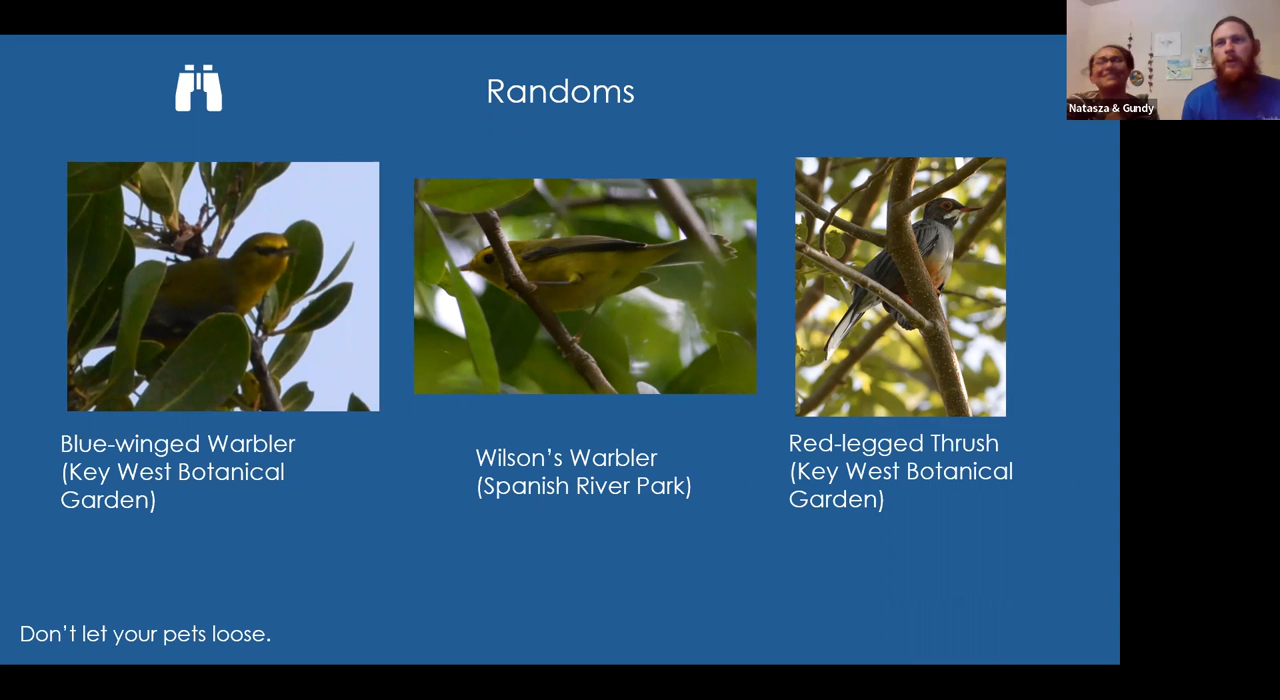 Randoms
Natasza & Gundy
Blue-winged Warbler
(Key West Botanical
Garden)
Wilson’s Warbler
(Spanish River Park)
Red-legged Thrush
(Key West Botanical
Garden)
Don’t let your pets loose.